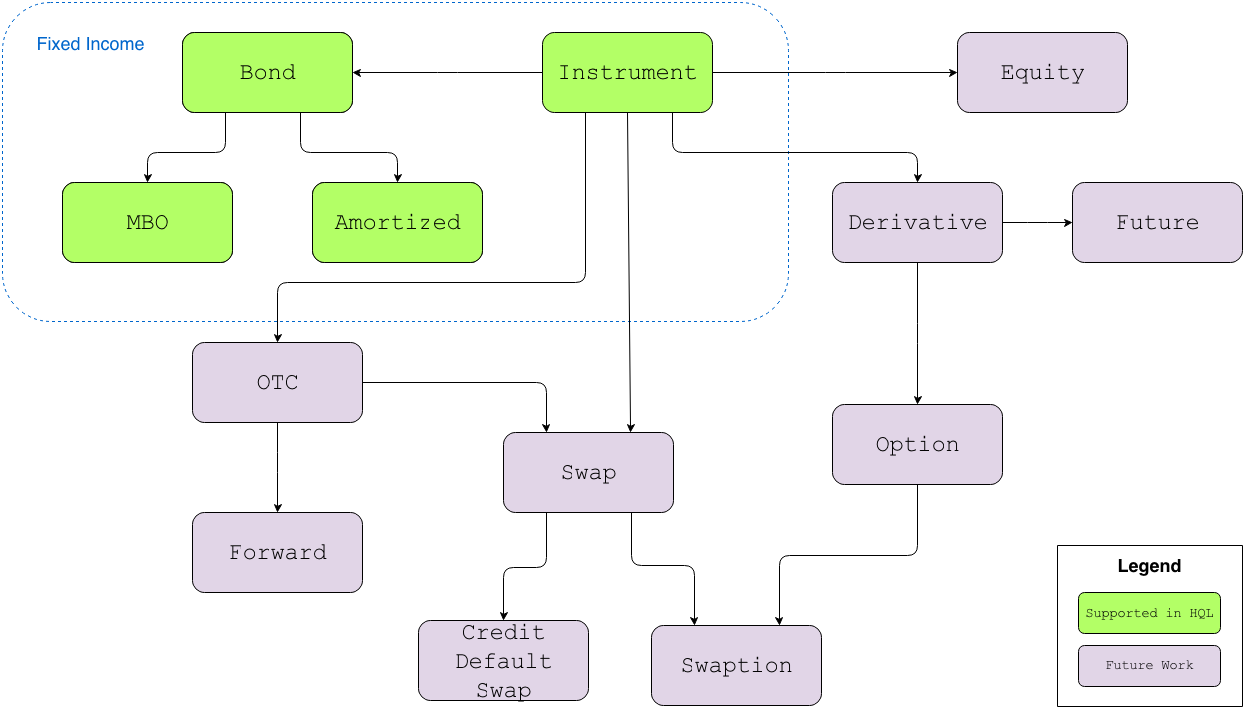 Fixed Income
Bond
Instrument
Equity
MBO
Amortized
Derivative
Future
OTC
Swap
Option
Forward
Credit
Default
Swap
Swaption
Legend
Supported in HQL
Future Work